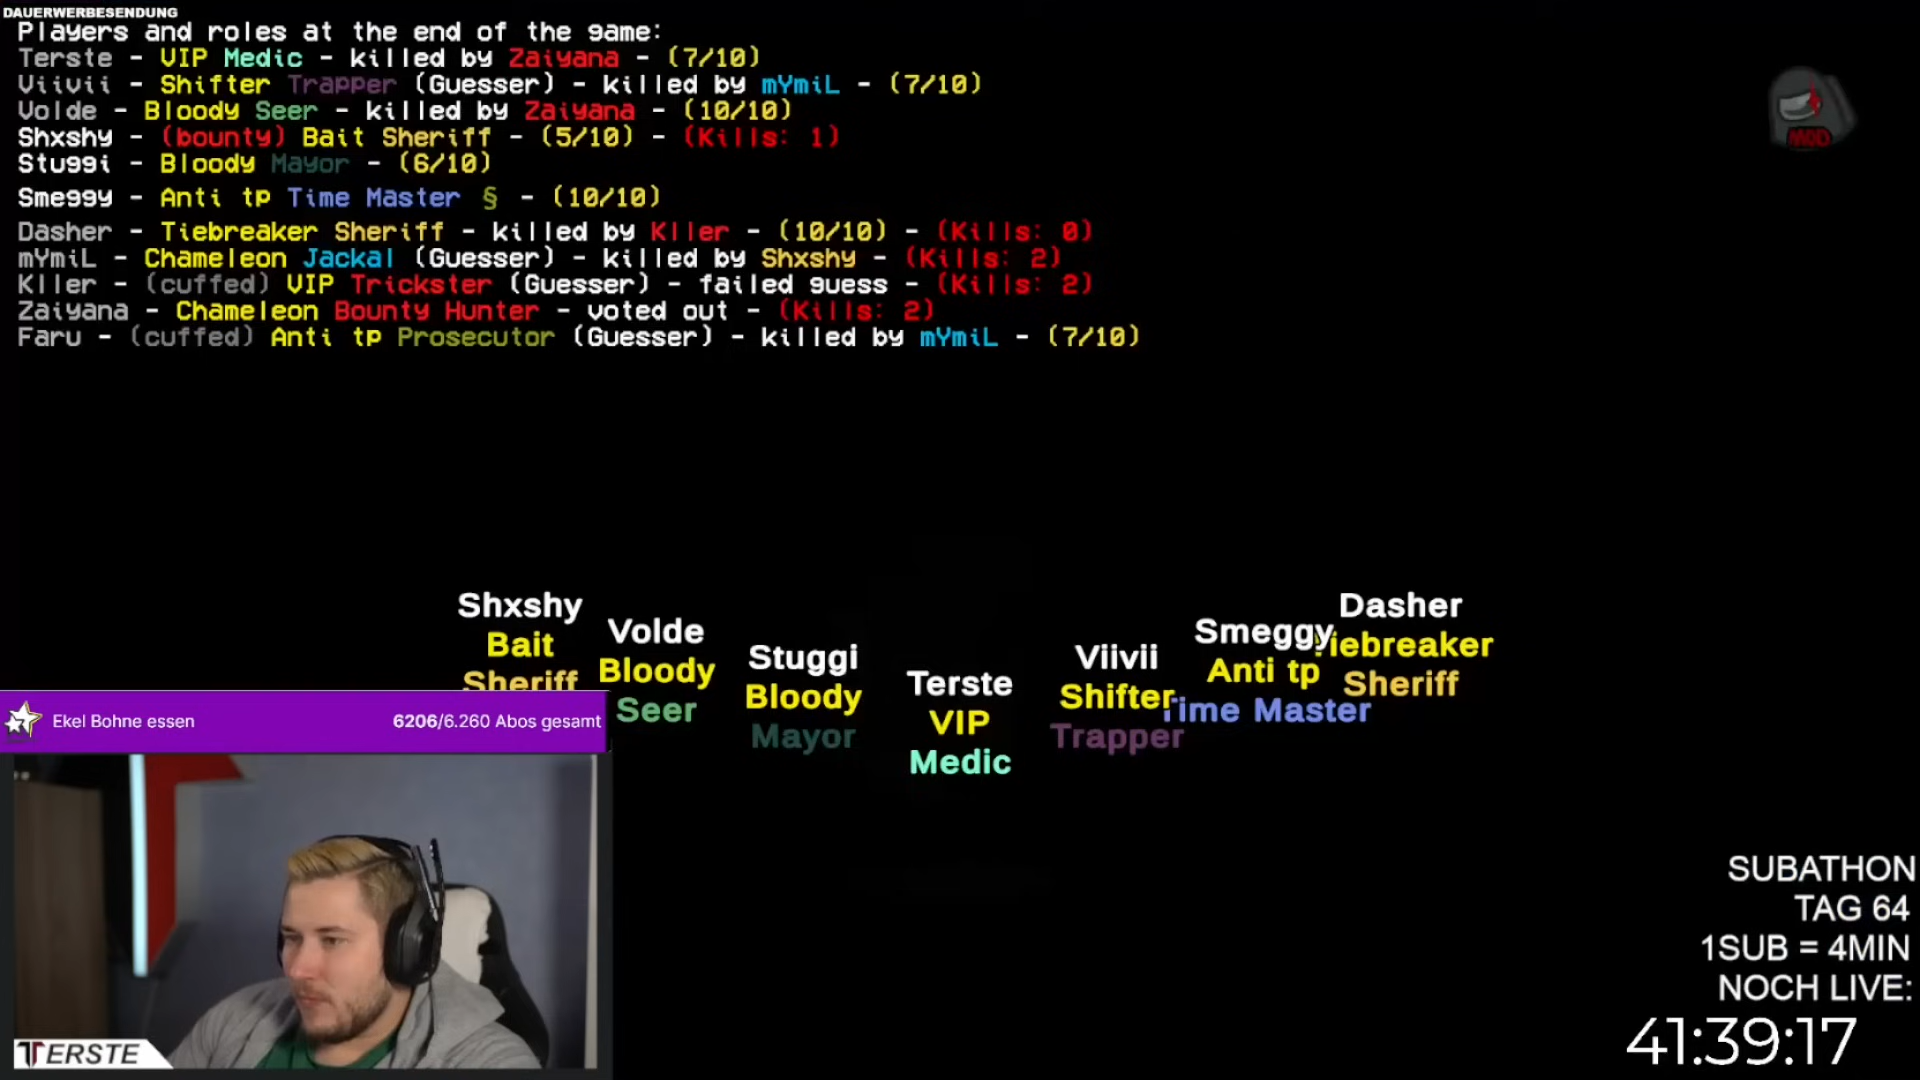 DAUERWERBESENDUNG
Players and roles at the end of the game:
Terste - VIP Medic - killed by Zaiyana - (7/10)
Viivii - Shifter Trapper (Guesser) - killed by mYmiL - (7/10)
Volde - Bloody Seer - killed by Zaiyana - (10/10)
Shxshy - (bounty) Bait Sheriff - (5/10) - (Kills: 1)
Stuggi - Bloody Mayor - (6/10)
Smeggy - Anti tp Time Master § - (10/10)
Dasher - Tiebreaker Sheriff - killed by Kller - (10/10) - (Kills: 0)
mYmiL - Chameleon Jackal (Guesser) - killed by Shxshy - (Kills: 2)
Kller - (cuffed) VIP Trickster (Guesser) - failed guess - (Kills: 2)
Zaiyana - Chameleon Bounty Hunter - voted out - (Kills: 2)
Faru - (cuffed) Anti tp Prosecutor (Guesser) - killed by mYmiL - (7/10)
MOD
Shxshy
Bait
Sheriff
Volde
Bloody
Seer
Stuggi
Bloody
Mayor
Terste
VIP
Medic
Viivii
Shifter
Trapper
Smeggy
Anti tp
Time Master
Dasher
Tiebreaker
Sheriff
Ekel Bohne essen 6206/6.260 Abos gesamt
TERSTE
SUBATHON
TAG 64
1SUB = 4MIN
NOCH LIVE:
41:39:17